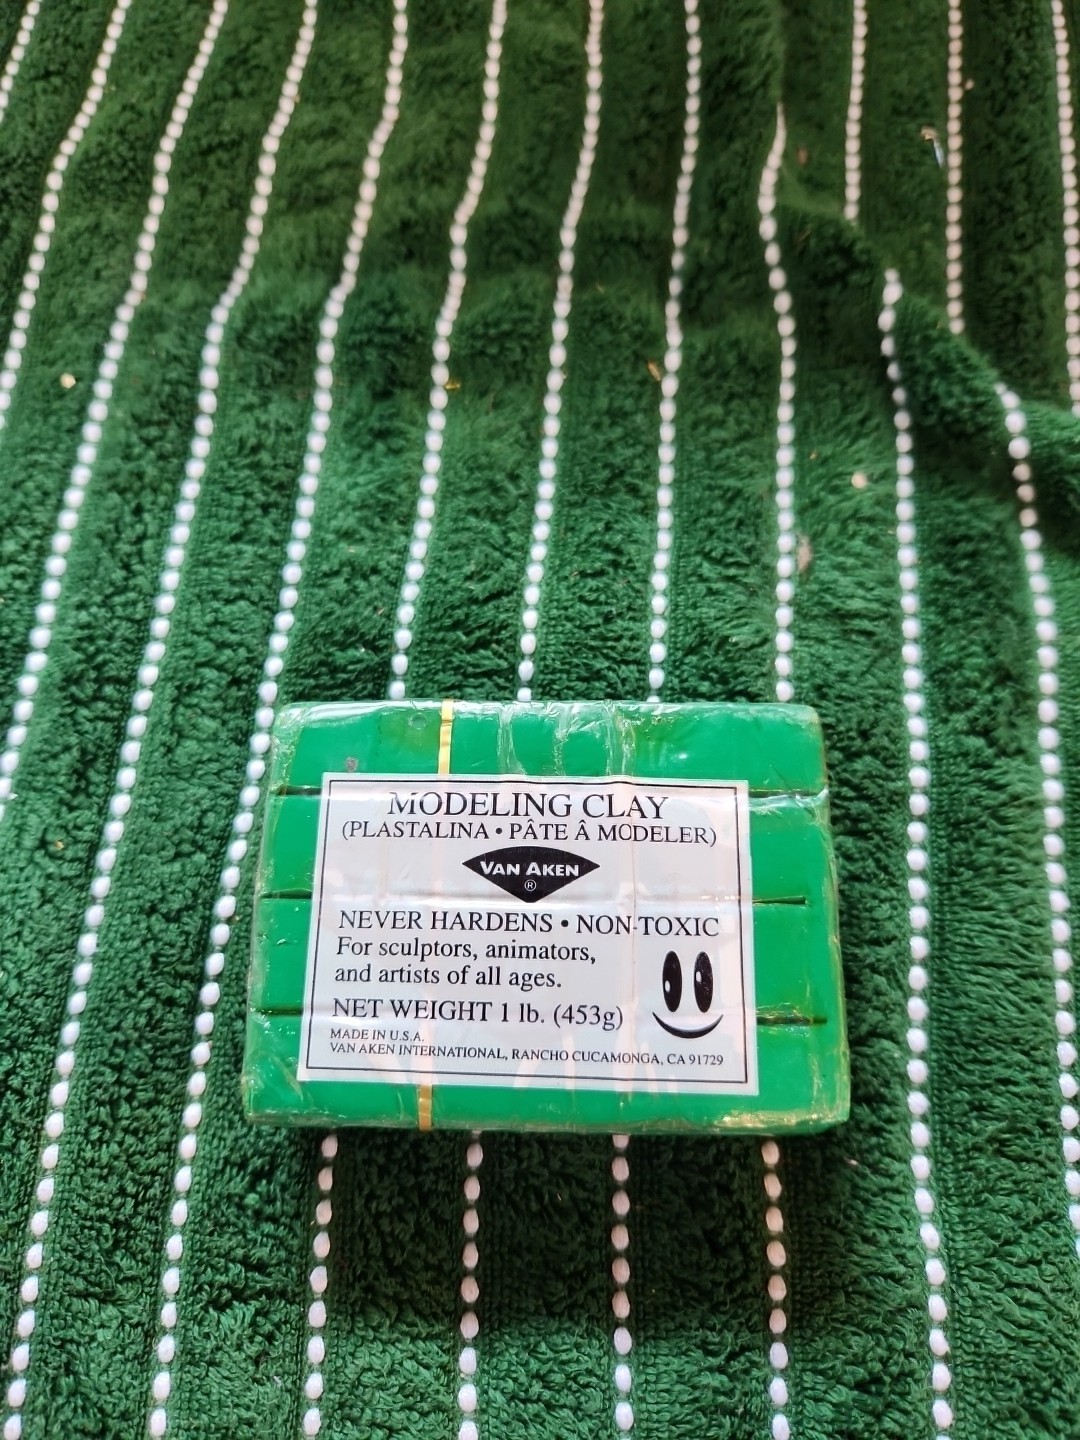 MODELING CLAY
(PLASTALINA • PÂTE Â MODELER)
VAN AKEN
®
NEVER HARDENS • NON-TOXIC
For sculptors, animators,
and artists of all ages.
NET WEIGHT 1 lb. (453g)
MADE IN U.S.A.
VAN AKEN INTERNATIONAL, RANCHO CUCAMONGA, CA 91729